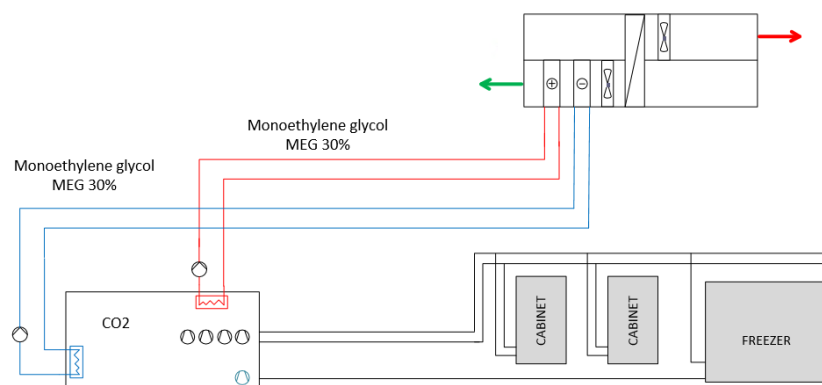 Monoethylene glycol
MEG 30%
Monoethylene glycol
MEG 30%
CO2
CABINET
CABINET
FREEZER